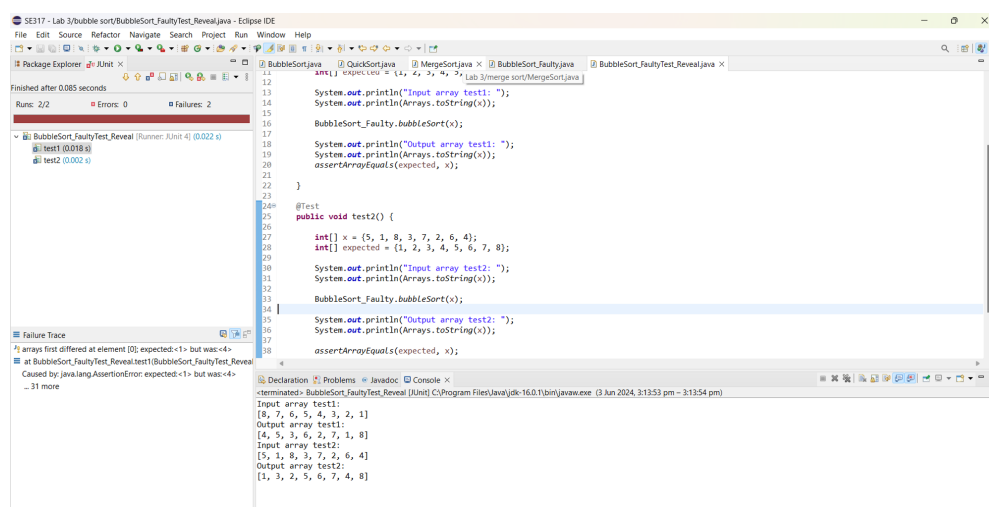 SE317 - Lab 3/bubble sort/BubbleSort_FaultyTest_Reveal.java - Eclipse IDE
File Edit Source Refactor Navigate Search Project Run Window Help
Package Explorer JUnit ×
Finished after 0.085 seconds
Runs: 2/2 Errors: 0 Failures: 2
BubbleSort_FaultyTest_Reveal [Runner: JUnit 4] (0.022 s)
test1 (0.018 s)
test2 (0.002 s)
Failure Trace
arrays first differed at element [0]; expected:<1> but was:<4>
at BubbleSort_FaultyTest_Reveal.test1(BubbleSort_FaultyTest_Reveal
Caused by: java.lang.AssertionError: expected:<1> but was:<4>
... 31 more
BubbleSort.java QuickSort.java MergeSort.java × BubbleSort_Faulty.java BubbleSort_FaultyTest_Reveal.java ×
Lab 3/merge sort/MergeSort.java
11 int[] expected = {1, 2, 3, 4, 5,
12
13 System.out.println("Input array test1: ");
14 System.out.println(Arrays.toString(x));
15
16 BubbleSort_Faulty.bubbleSort(x);
17
18 System.out.println("Output array test1: ");
19 System.out.println(Arrays.toString(x));
20 assertArrayEquals(expected, x);
21
22 }
23
24 @Test
25 public void test2() {
26
27 int[] x = {5, 1, 8, 3, 7, 2, 6, 4};
28 int[] expected = {1, 2, 3, 4, 5, 6, 7, 8};
29
30 System.out.println("Input array test2: ");
31 System.out.println(Arrays.toString(x));
32
33 BubbleSort_Faulty.bubbleSort(x);
34
35 System.out.println("Output array test2: ");
36 System.out.println(Arrays.toString(x));
37
38 assertArrayEquals(expected, x);
Declaration Problems Javadoc Console ×
<terminated> BubbleSort_FaultyTest_Reveal [JUnit] C:\Program Files\Java\jdk-16.0.1\bin\javaw.exe (3 Jun 2024, 3:13:53 pm – 3:13:54 pm)
Input array test1:
[8, 7, 6, 5, 4, 3, 2, 1]
Output array test1:
[4, 5, 3, 6, 2, 7, 1, 8]
Input array test2:
[5, 1, 8, 3, 7, 2, 6, 4]
Output array test2:
[1, 3, 2, 5, 6, 7, 4, 8]